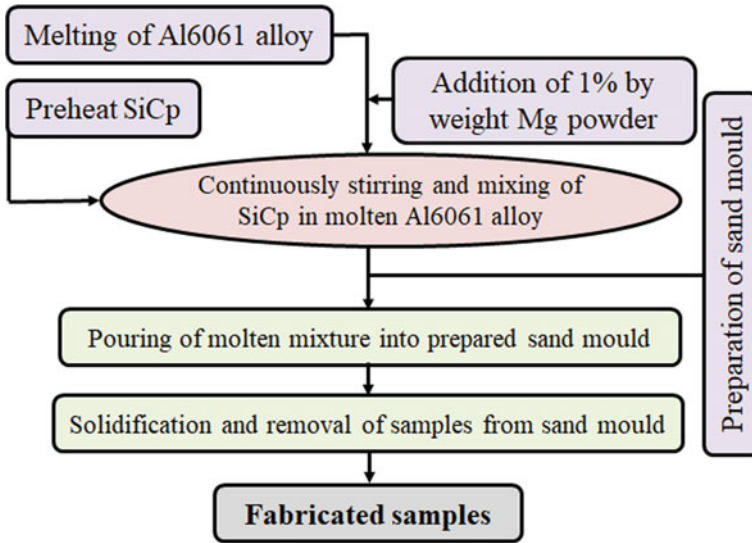 Melting of Al6061 alloy
Preheat SiCp
Addition of 1% by
weight Mg powder
Continuously stirring and mixing of
SiCp in molten Al6061 alloy
Preparation of sand mould
Pouring of molten mixture into prepared sand mould
Solidification and removal of samples from sand mould
Fabricated samples